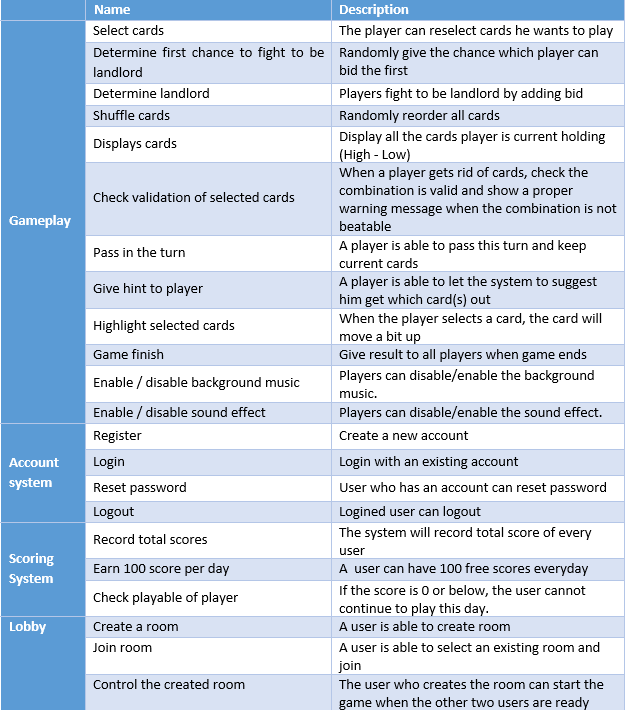 Name Description
Gameplay
Select cards The player can reselect cards he wants to play
Determine first chance to fight to be
landlord
Randomly give the chance which player can
bid the first
Determine landlord Players fight to be landlord by adding bid
Shuffle cards Randomly reorder all cards
Displays cards
Display all the cards player is current holding
(High - Low)
Check validation of selected cards
When a player gets rid of cards, check the
combination is valid and show a proper
warning message when the combination is not
beatable
Pass in the turn
A player is able to pass this turn and keep
current cards
Give hint to player
A player is able to let the system to suggest
him get which card(s) out
Highlight selected cards
When the player selects a card, the card will
move a bit up
Game finish Give result to all players when game ends
Enable / disable background music
Players can disable/enable the background
music.
Enable / disable sound effect Players can disable/enable the sound effect.
Account
system
Register Create a new account
Login Login with an existing account
Reset password User who has an account can reset password
Logout Logined user can logout
Scoring
System
Record total scores
The system will record total score of every
user
Earn 100 score per day A  user can have 100 free scores everyday
Check playable of player
If the score is 0 or below, the user cannot
continue to play this day.
Lobby
Create a room A user is able to create room
Join room
A user is able to select an existing room and
join
Control the created room
The user who creates the room can start the
game when the other two users are ready